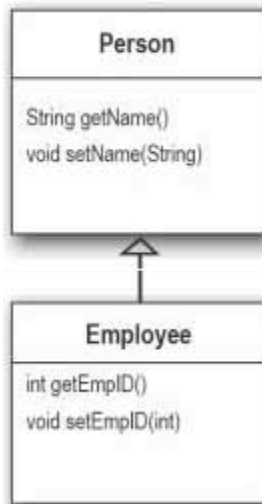 Person
String getName()
void setName(String)
Employee
int getEmpID()
void setEmpID(int)